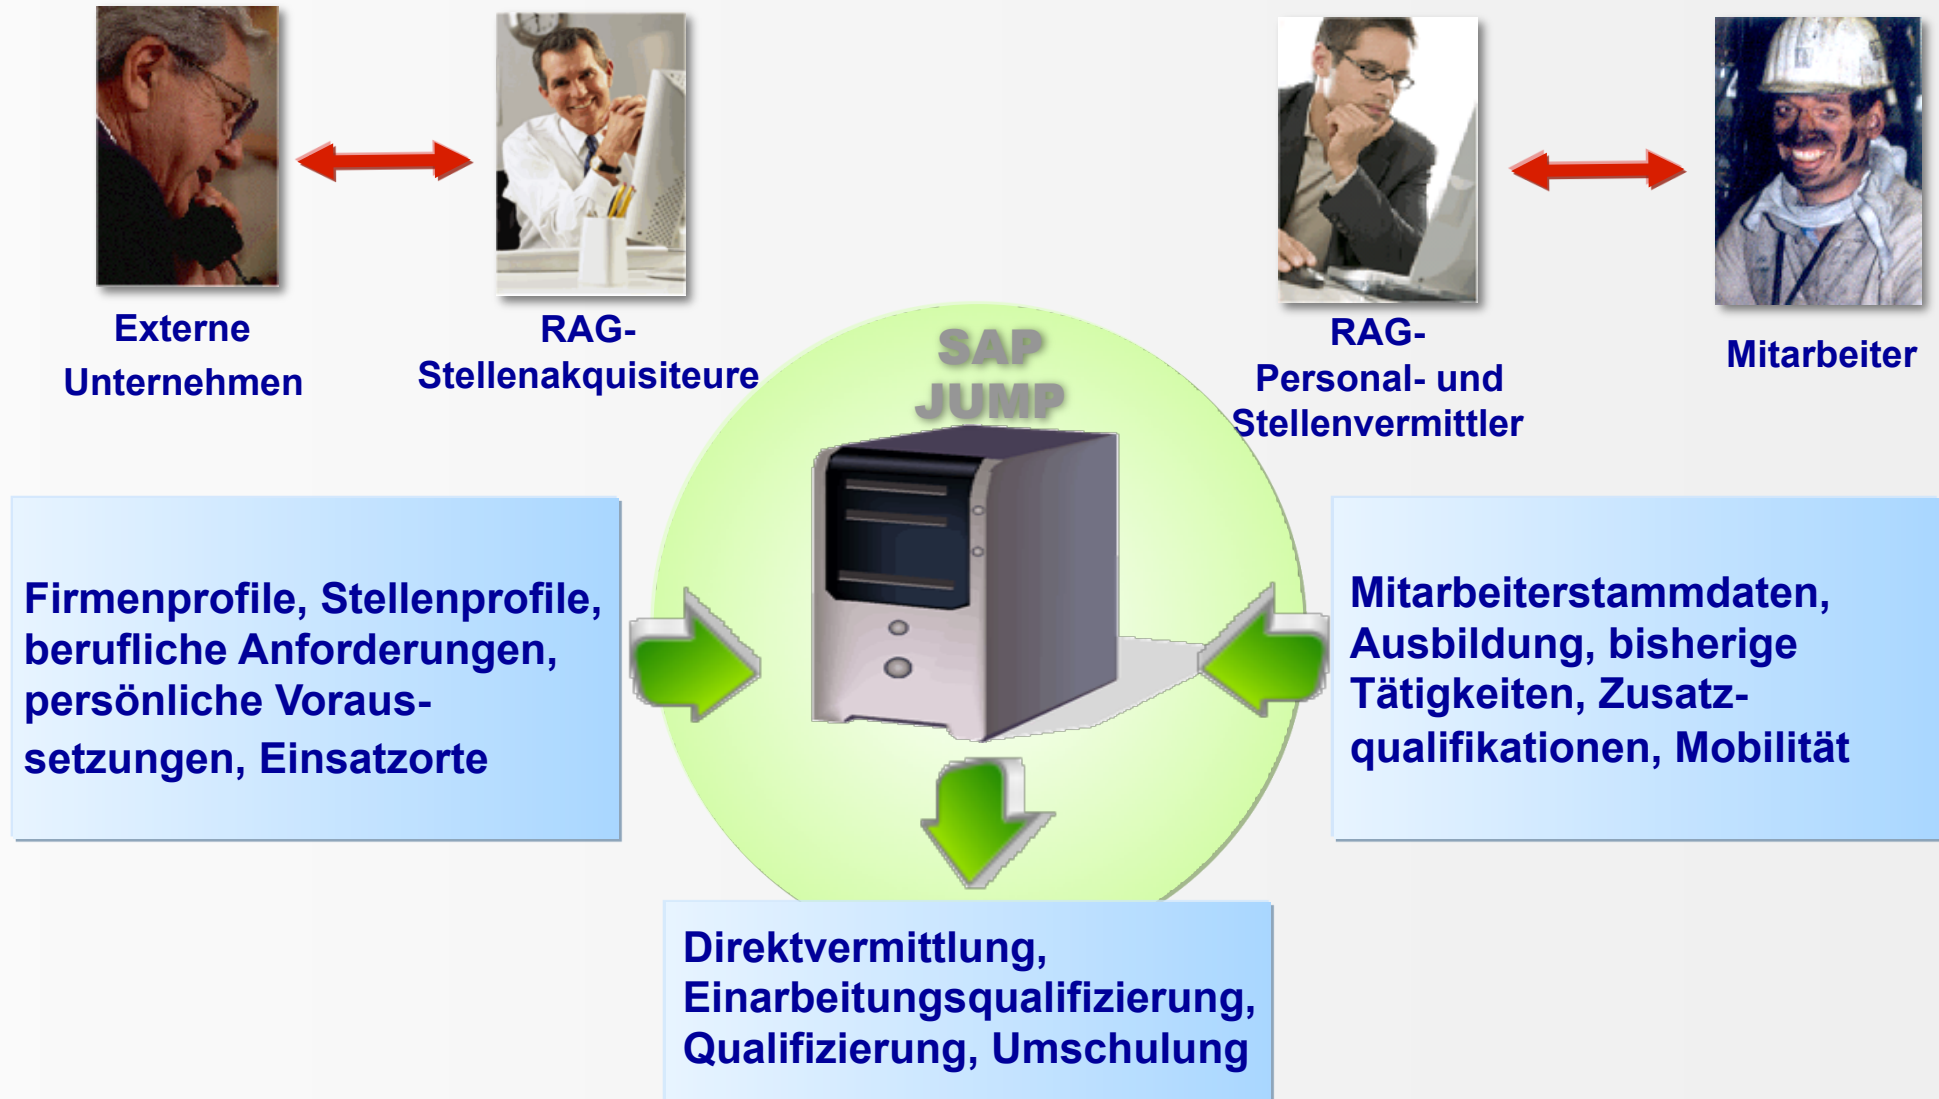 Externe
Unternehmen
RAG-
Stellenakquisiteure
SAP
JUMP
RAG-
Personal- und
Stellenvermittler
Mitarbeiter
Firmenprofile, Stellenprofile,
berufliche Anforderungen,
persönliche Voraus-
setzungen, Einsatzorte
Mitarbeiterstammdaten,
Ausbildung, bisherige
Tätigkeiten, Zusatz-
qualifikationen, Mobilität
Direktvermittlung,
Einarbeitungsqualifizierung,
Qualifizierung, Umschulung